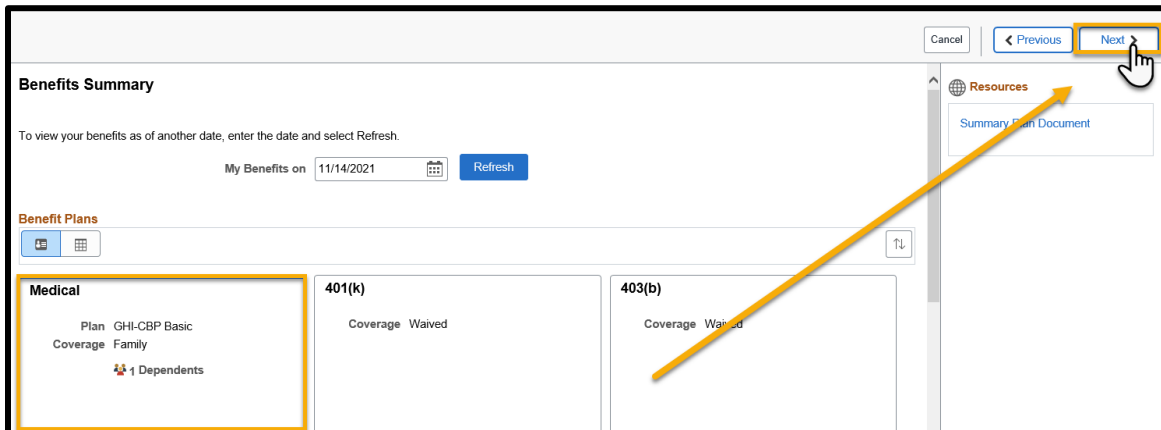 Cancel
Previous
Next
Benefits Summary
Resources
Summary Plan Document
To view your benefits as of another date, enter the date and select Refresh.
My Benefits on 11/14/2021 Refresh
Benefit Plans
Medical
Plan GHI-CBP Basic
Coverage Family
1 Dependents
401(k)
Coverage Waived
403(b)
Coverage Waived